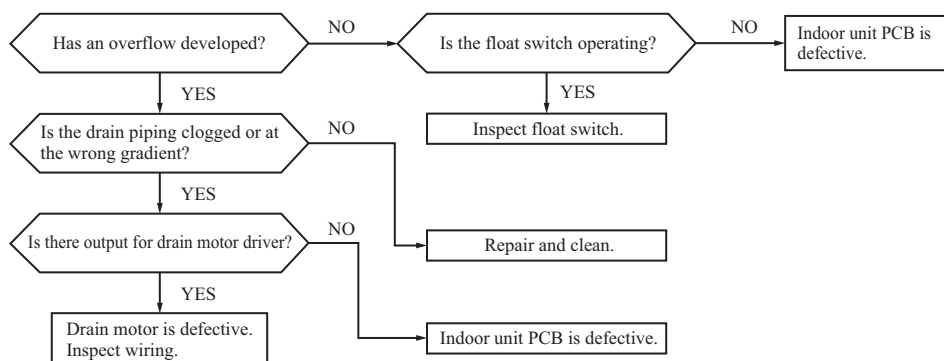 Has an overflow developed?
NO
Is the float switch operating?
NO
Indoor unit PCB is
defective.
YES
YES
Is the drain piping clogged or at
the wrong gradient?
NO
Inspect float switch.
YES
Is there output for drain motor driver?
NO
Repair and clean.
YES
Drain motor is defective.
Inspect wiring.
Indoor unit PCB is defective.